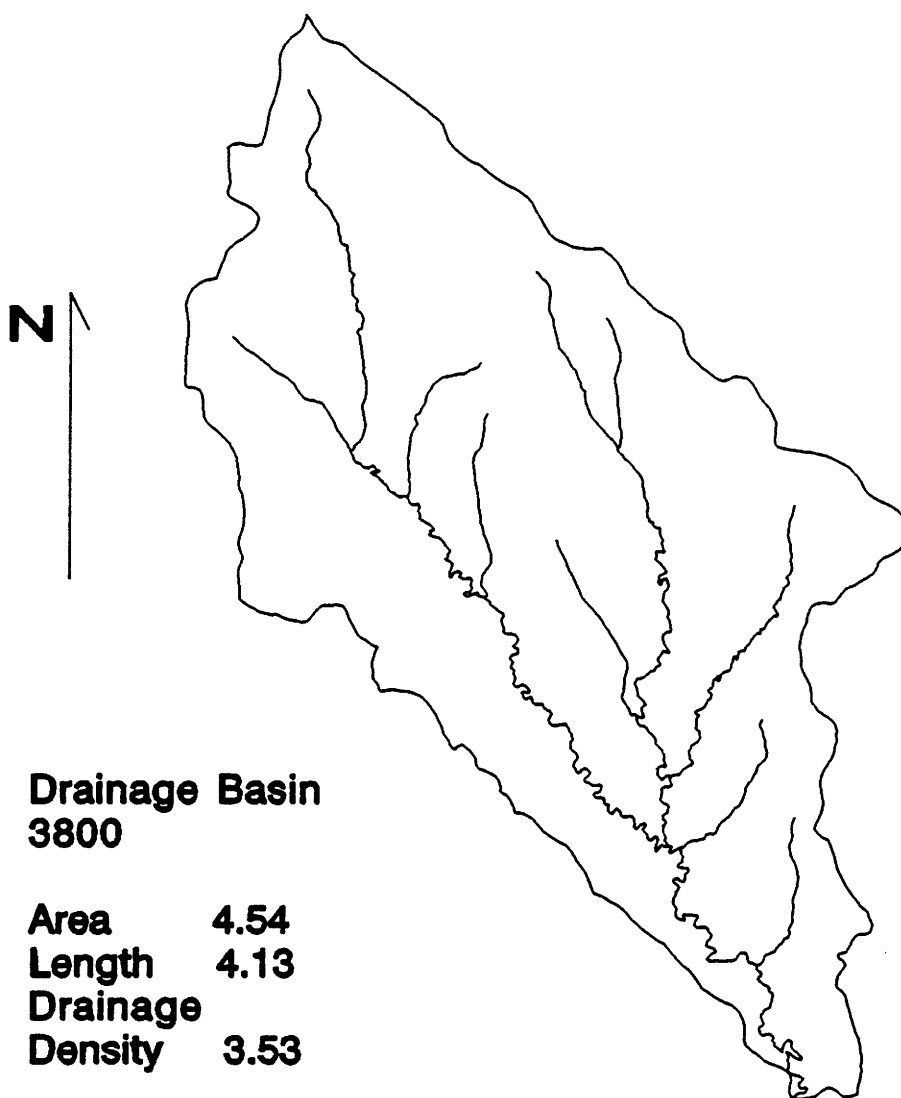 N
Drainage Basin
3800
Area 4.54
Length 4.13
Drainage
Density 3.53